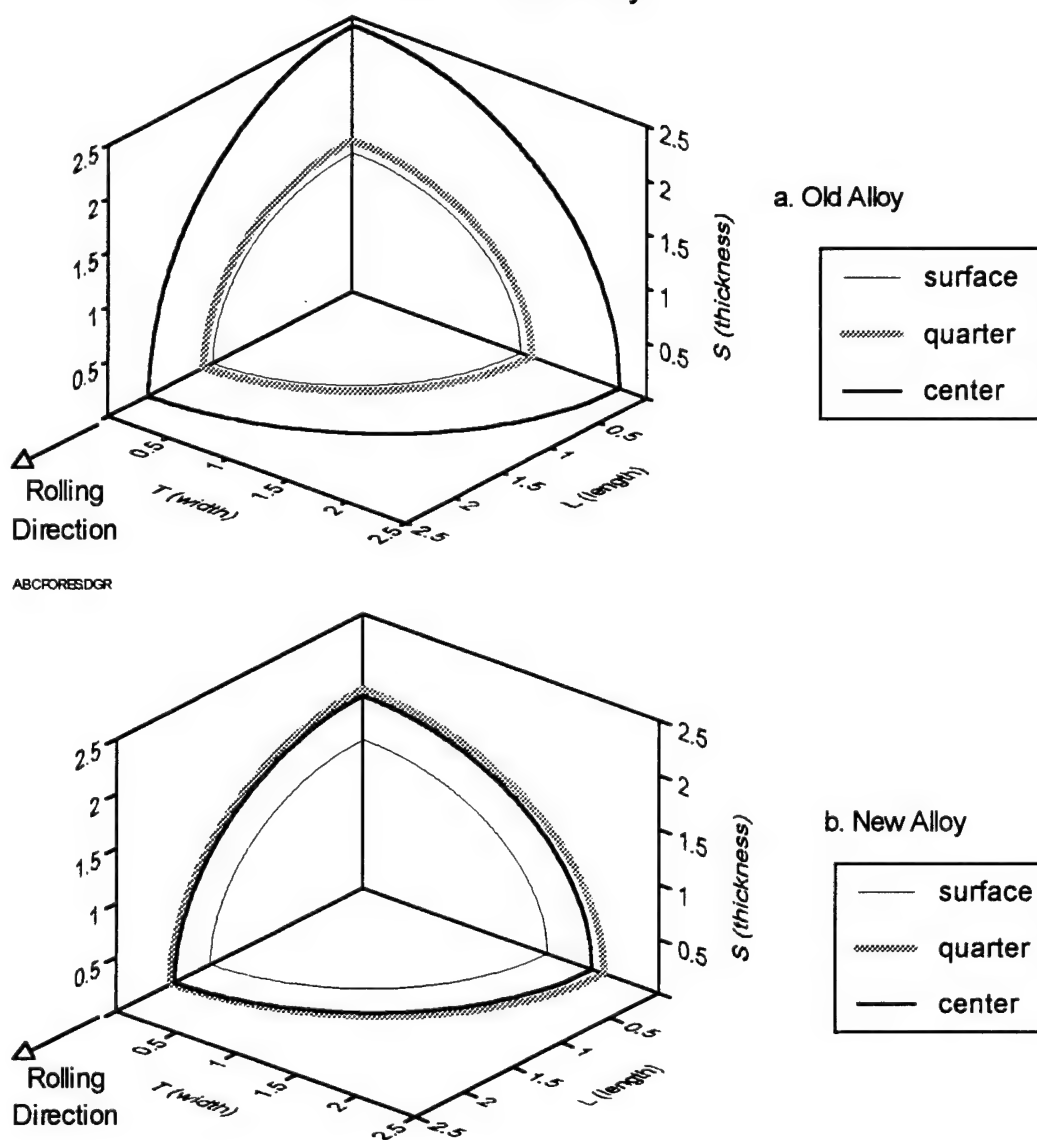 2.5
2
1.5
1
0.5
2.5
2
1.5
1
0.5
S (thickness)
a. Old Alloy
surface
quarter
center
0.5
1
1.5
2
2.5
T (width)
0.5
1
1.5
2
2.5
L (length)
Rolling
Direction
ABCFORES.DGR
2.5
2
1.5
1
0.5
2.5
2
1.5
1
0.5
S (thickness)
b. New Alloy
surface
quarter
center
0.5
1
1.5
2
2.5
T (width)
0.5
1
1.5
2
2.5
L (length)
Rolling
Direction